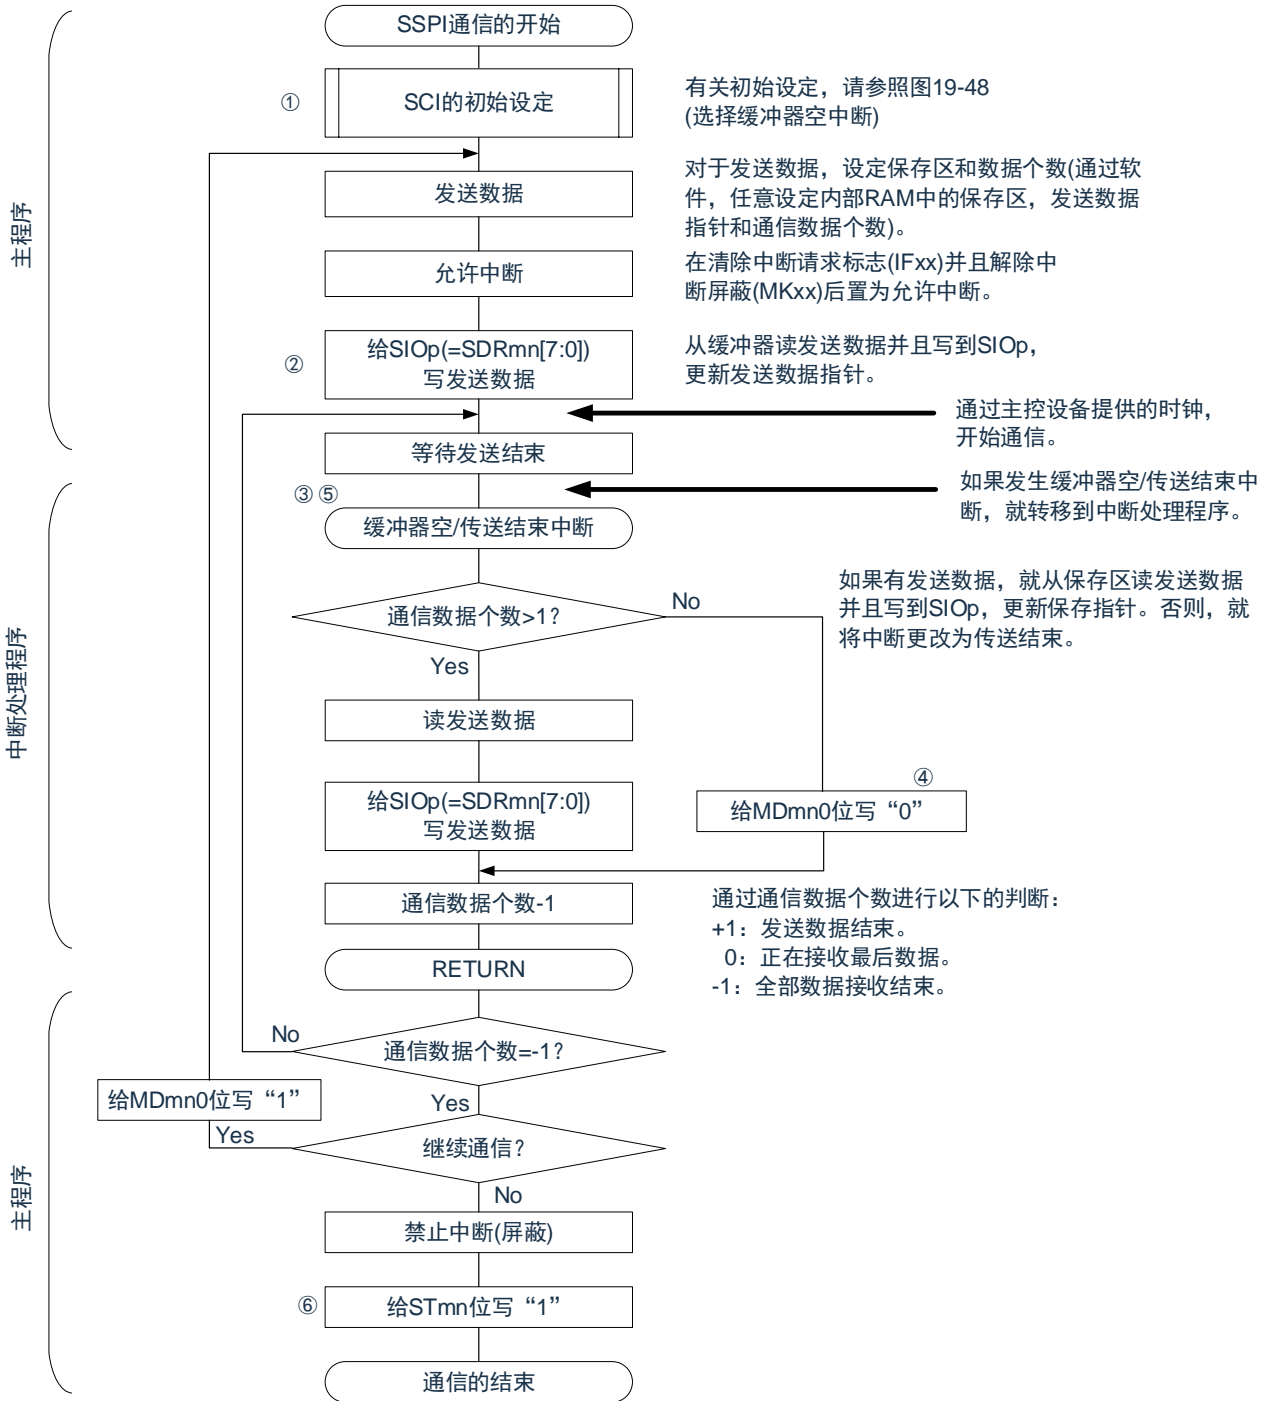 SSPI通信的开始
①
SCI的初始设定
有关初始设定，请参照图19-48
(选择缓冲器空中断)
主程序
发送数据
对于发送数据，设定保存区和数据个数(通过软
件，任意设定内部RAM中的保存区，发送数据
指针和通信数据个数)。
允许中断
在清除中断请求标志(IFxx)并且解除中
断屏蔽(MKxx)后置为允许中断。
②
给SIOp(=SDRmn[7:0])
写发送数据
从缓冲器读发送数据并且写到SIOp，
更新发送数据指针。
通过主控设备提供的时钟，
开始通信。
等待发送结束
③⑤
如果发生缓冲器空/传送结束中
断，就转移到中断处理程序。
中断处理程序
缓冲器空/传送结束中断
通信数据个数>1?
No
Yes
如果有发送数据，就从保存区读发送数据
并且写到SIOp，更新保存指针。否则，就
将中断更改为传送结束。
读发送数据
给SIOp(=SDRmn[7:0])
写发送数据
④
给MDmn0位写“0”
通信数据个数-1
通过通信数据个数进行以下的判断：
+1：发送数据结束。
0：正在接收最后数据。
-1：全部数据接收结束。
RETURN
主程序
No
通信数据个数=-1?
Yes
给MDmn0位写“1”
Yes
继续通信?
No
禁止中断(屏蔽)
⑥
给STmn位写“1”
通信的结束